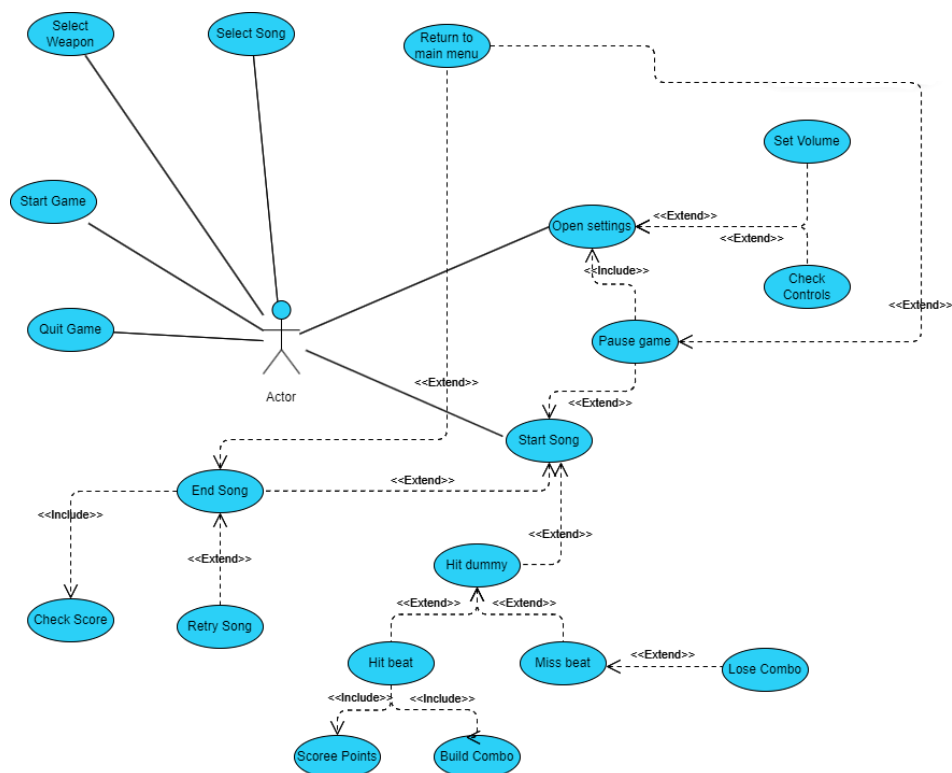 Select
Weapon
Select Song
Return to
main menu
Set Volume
Start Game
<<Extend>>
Open settings
<<Extend>>
<<Include>>
Check
Controls
<<Extend>>
Quit Game
Pause game
<<Extend>>
Actor
<<Extend>>
Start Song
<<Extend>>
End Song
<<Include>>
<<Extend>>
<<Extend>>
Hit dummy
<<Extend>>
<<Extend>>
Check Score
Retry Song
Hit beat
Miss beat
<<Extend>>
Lose Combo
<<Include>>
<<Include>>
Scoree Points
Build Combo